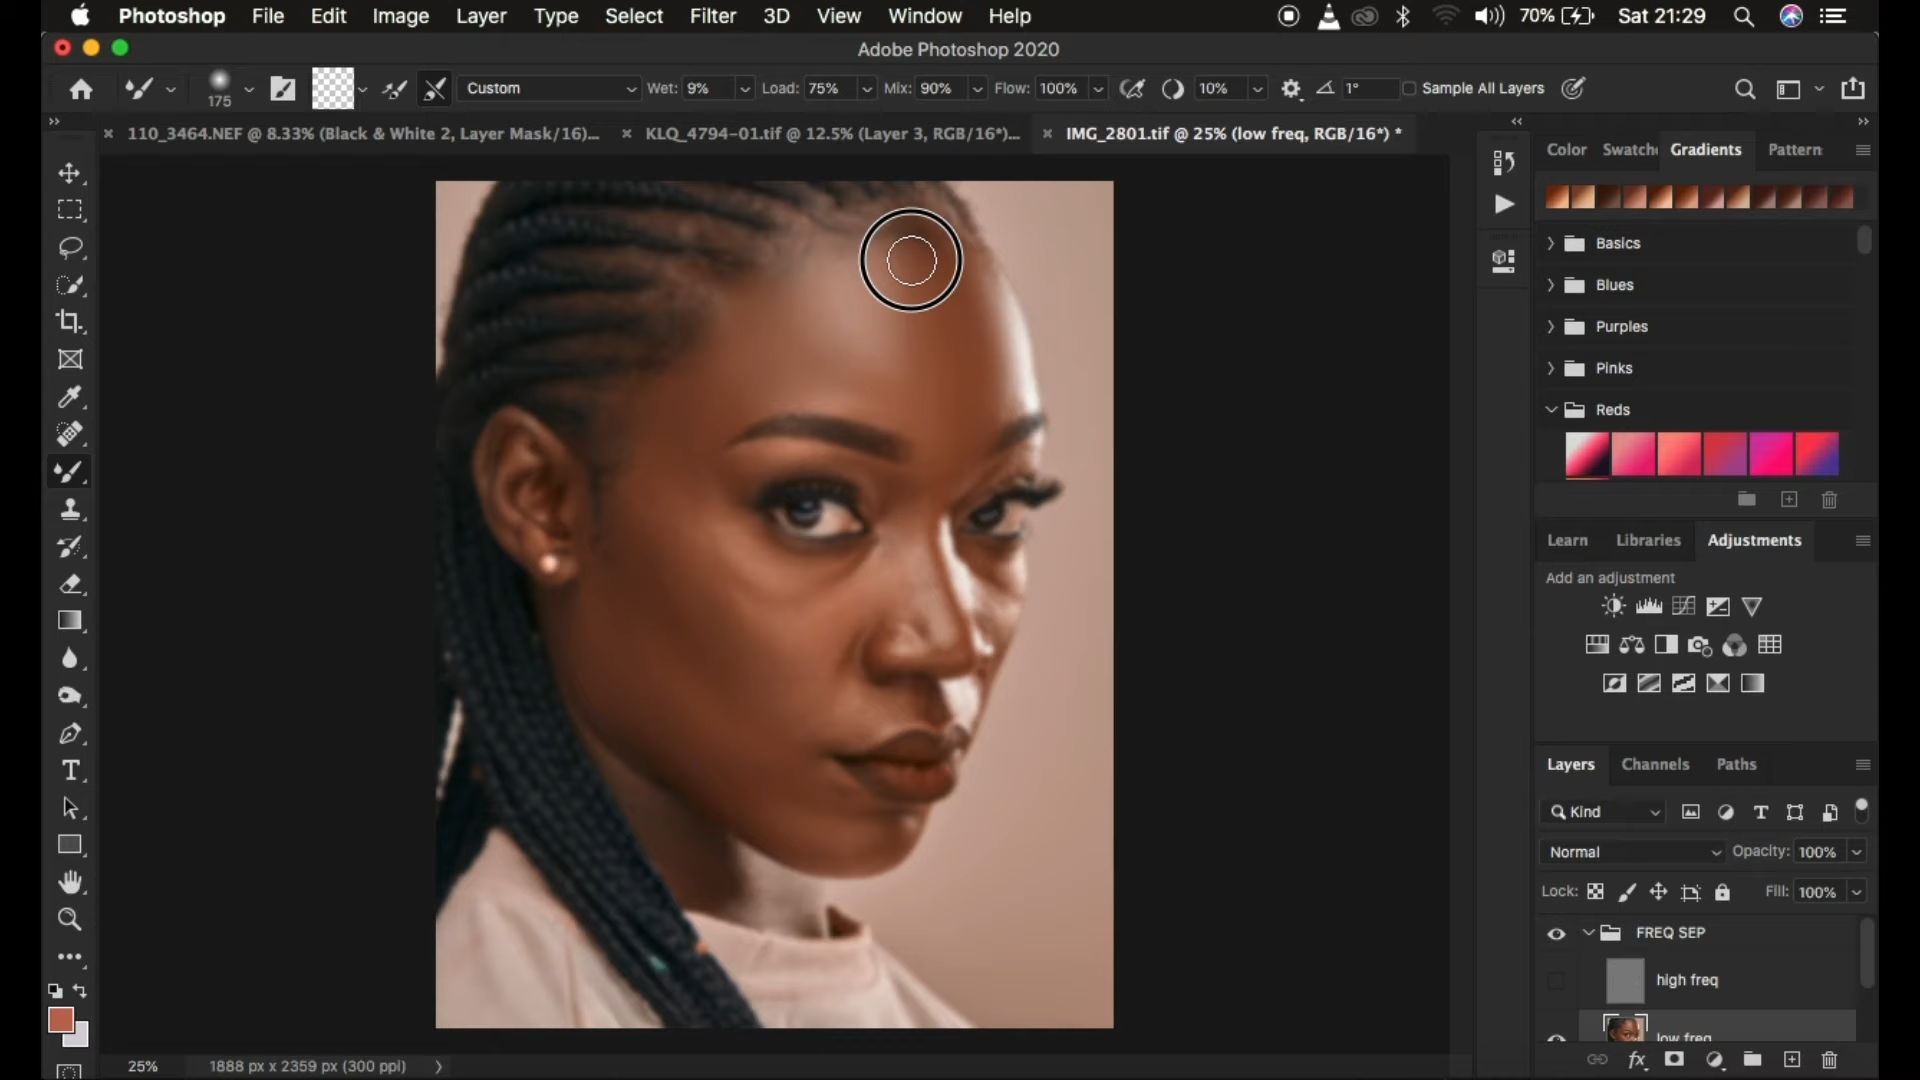 Photoshop File Edit Image Layer Type Select Filter 3D View Window Help 70% Sat 21:29
Adobe Photoshop 2020
175 Custom Wet: 9% Load: 75% Mix: 90% Flow: 100% 10% 1° Sample All Layers
110_3464.NEF @ 8.33% (Black & White 2, Layer Mask/16)... KLQ_4794-01.tif @ 12.5% (Layer 3, RGB/16*)... IMG_2801.tif @ 25% (low freq, RGB/16*) *
Color Swatche Gradients Pattern
Basics
Blues
Purples
Pinks
Reds
Learn Libraries Adjustments
Add an adjustment
Layers Channels Paths
Kind
Normal Opacity: 100%
Lock: Fill: 100%
FREQ SEP
high freq
low freq
25% 1888 px x 2359 px (300 ppi)